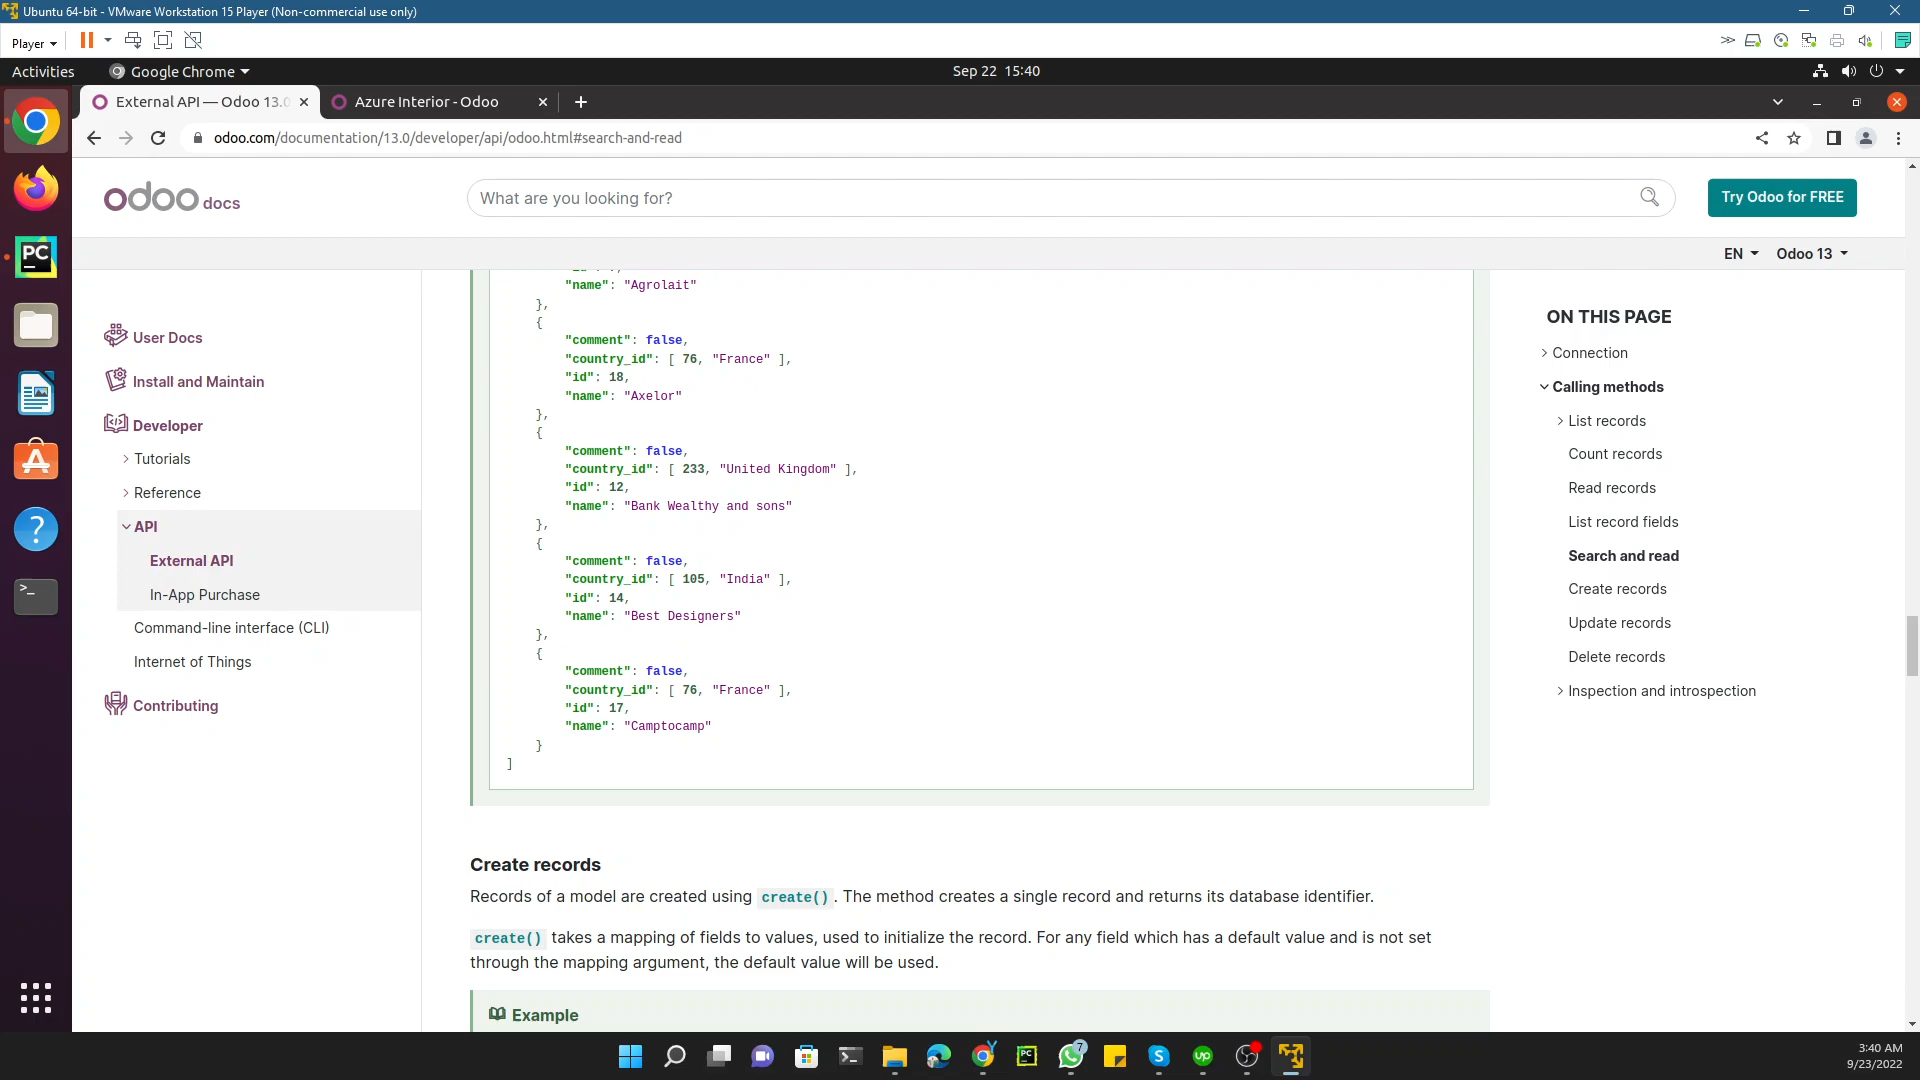 Ubuntu 64-bit - VMware Workstation 15 Player (Non-commercial use only)
Player
Activities
Google Chrome
Sep 22 15:40
External API — Odoo 13.0
Azure Interior - Odoo
odoo.com/documentation/13.0/developer/api/odoo.html#search-and-read
odoo docs
What are you looking for?
Try Odoo for FREE
EN
Odoo 13
User Docs
Install and Maintain
Developer
Tutorials
Reference
API
External API
In-App Purchase
Command-line interface (CLI)
Internet of Things
Contributing
"name": "Agrolait"
},
{
"comment": false,
"country_id": [ 76, "France" ],
"id": 18,
"name": "Axelor"
},
{
"comment": false,
"country_id": [ 233, "United Kingdom" ],
"id": 12,
"name": "Bank Wealthy and sons"
},
{
"comment": false,
"country_id": [ 105, "India" ],
"id": 14,
"name": "Best Designers"
},
{
"comment": false,
"country_id": [ 76, "France" ],
"id": 17,
"name": "Camptocamp"
}
]
Create records
Records of a model are created using create(). The method creates a single record and returns its database identifier.
create() takes a mapping of fields to values, used to initialize the record. For any field which has a default value and is not set
through the mapping argument, the default value will be used.
Example
ON THIS PAGE
Connection
Calling methods
List records
Count records
Read records
List record fields
Search and read
Create records
Update records
Delete records
Inspection and introspection
PC
PC
7
up
3:40 AM
9/23/2022